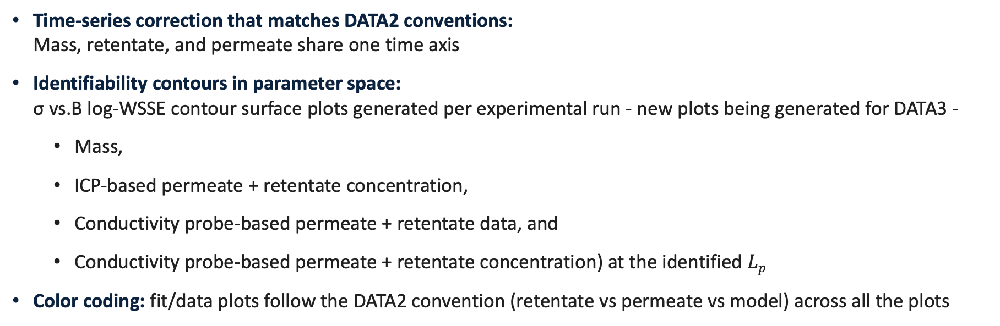 • Time-series correction that matches DATA2 conventions:
Mass, retentate, and permeate share one time axis
• Identifiability contours in parameter space:
σ vs.B log-WSSE contour surface plots generated per experimental run - new plots being generated for DATA3 -
• Mass,
• ICP-based permeate + retentate concentration,
• Conductivity probe-based permeate + retentate data, and
• Conductivity probe-based permeate + retentate concentration) at the identified Lₚ
• Color coding: fit/data plots follow the DATA2 convention (retentate vs permeate vs model) across all the plots